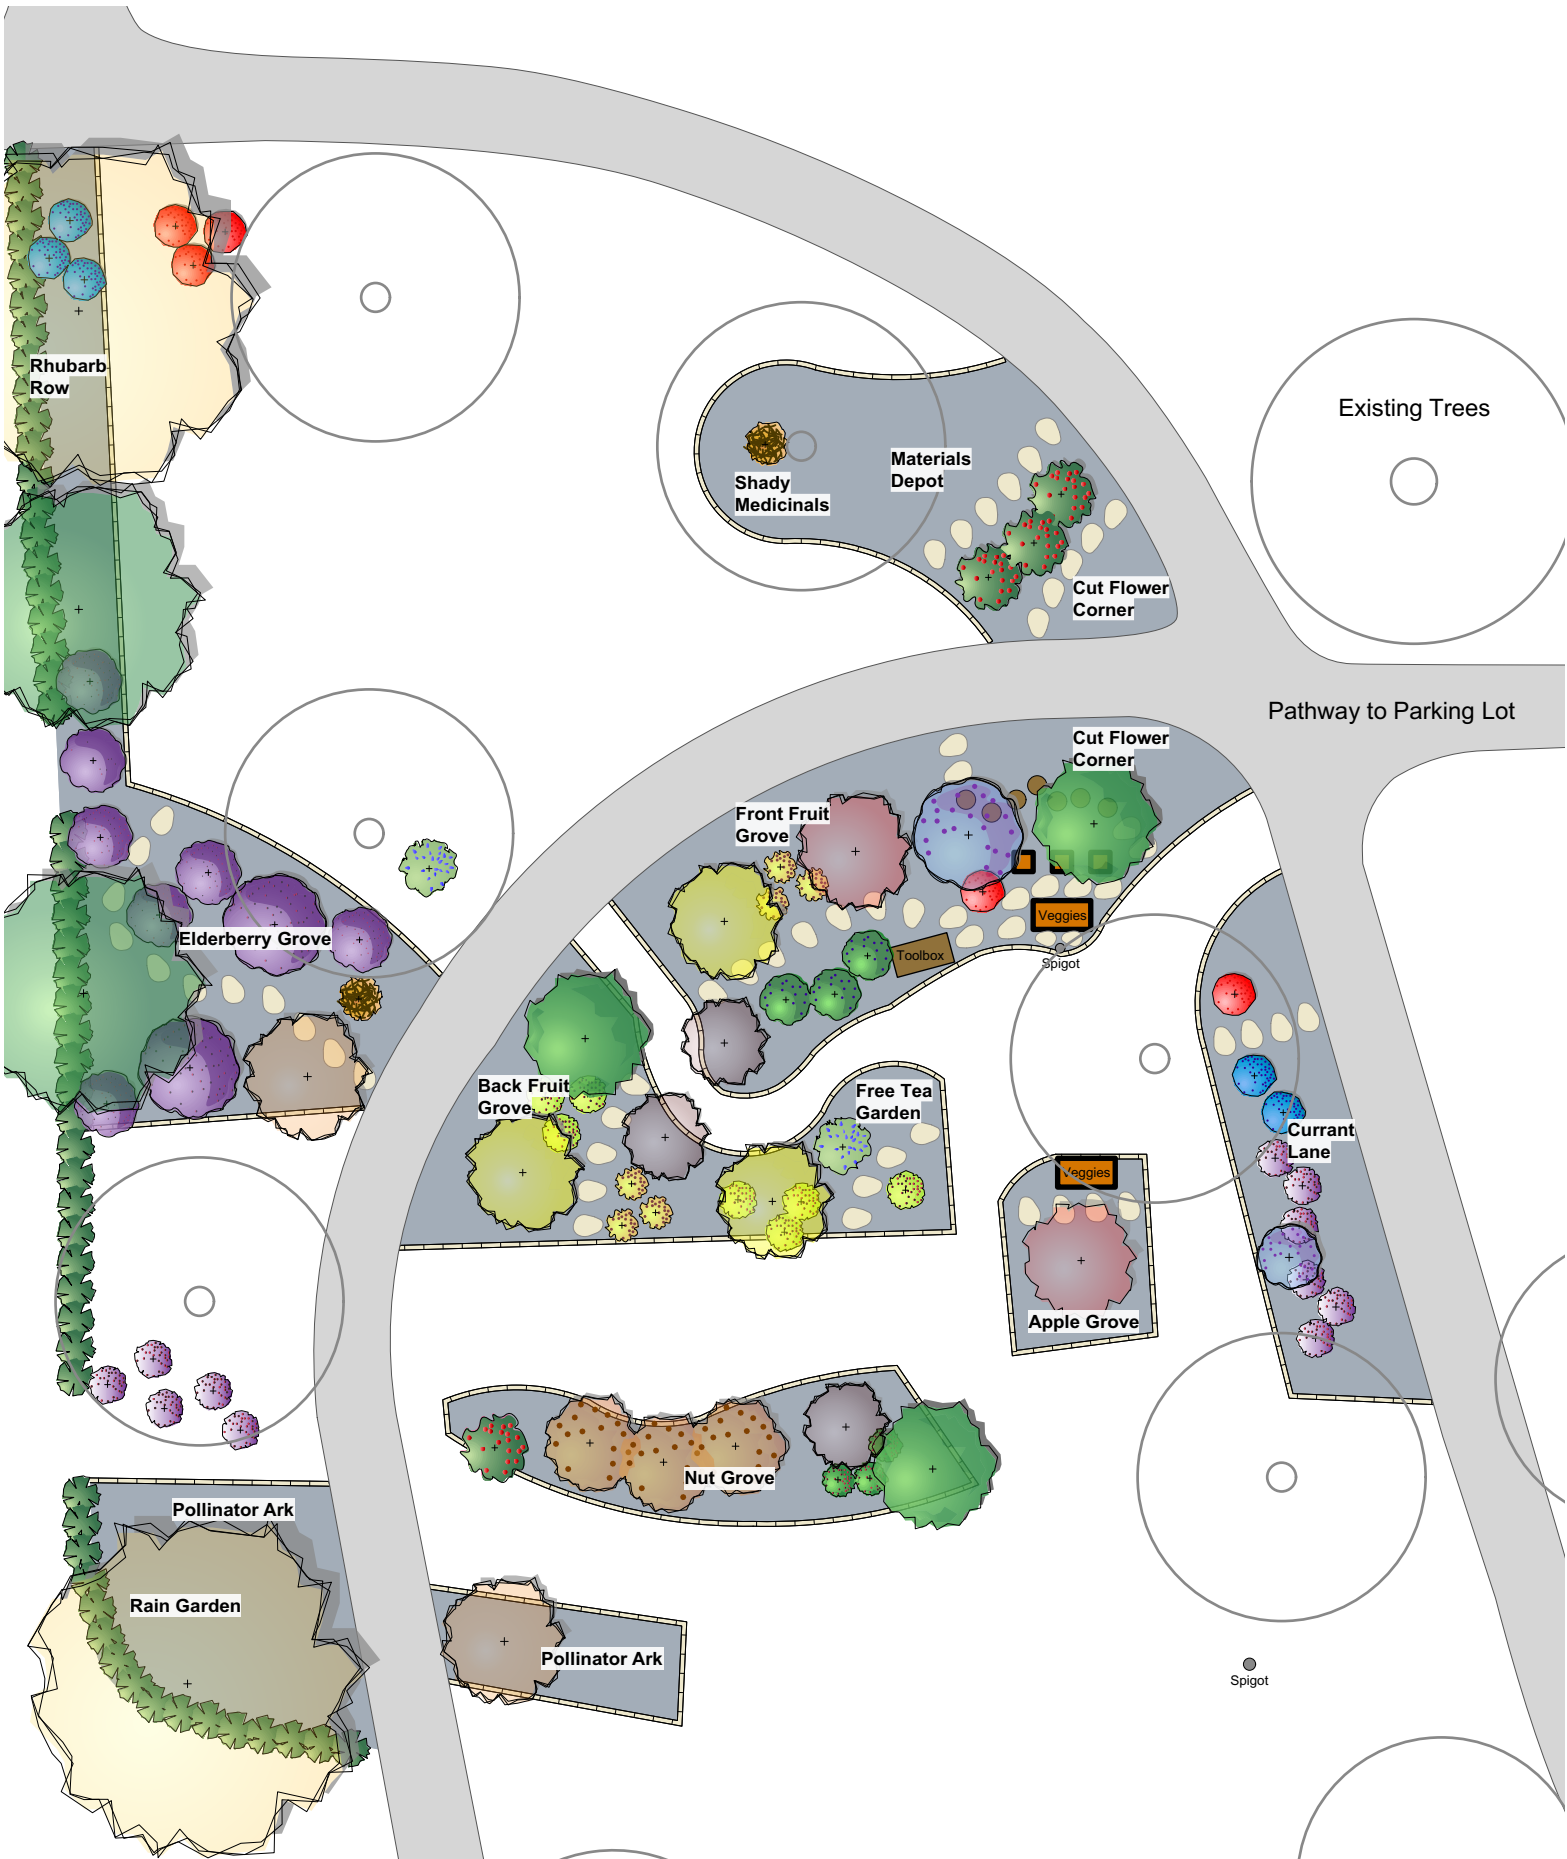 Rhubarb
Row
Existing Trees
Materials
Depot
Shady
Medicinals
Cut Flower
Corner
Pathway to Parking Lot
Cut Flower
Corner
Front Fruit
Grove
Veggies
Elderberry Grove
Toolbox
Spigot
Back Fruit
Grove
Free Tea
Garden
Currant
Lane
Veggies
Apple Grove
Nut Grove
Pollinator Ark
Rain Garden
Pollinator Ark
Spigot